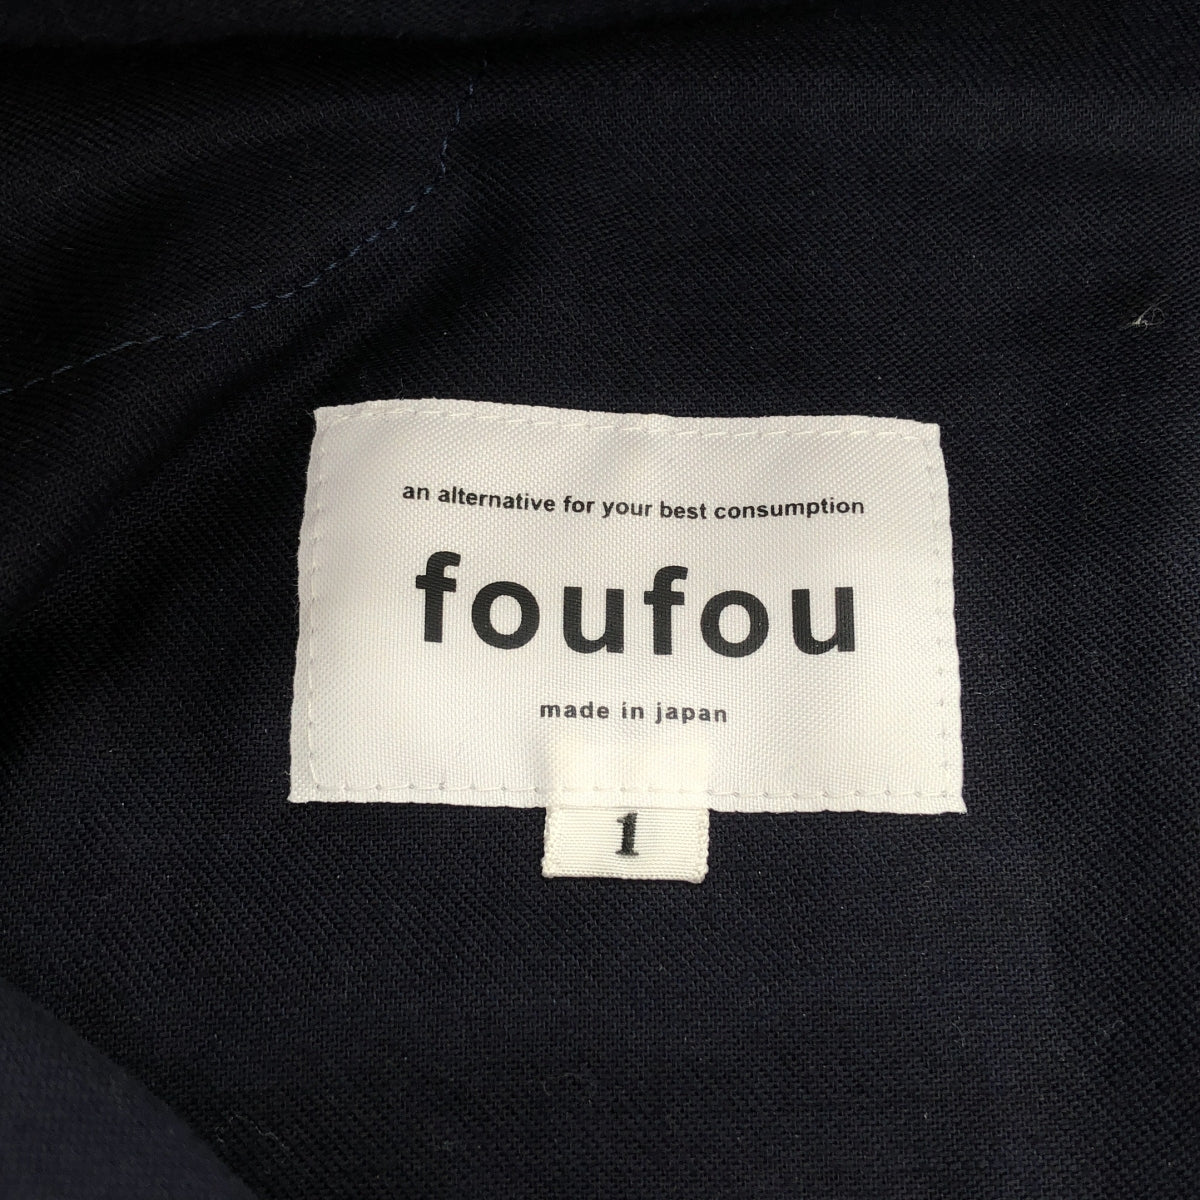 an alternative for your best consumption
foufou
made in japan
1